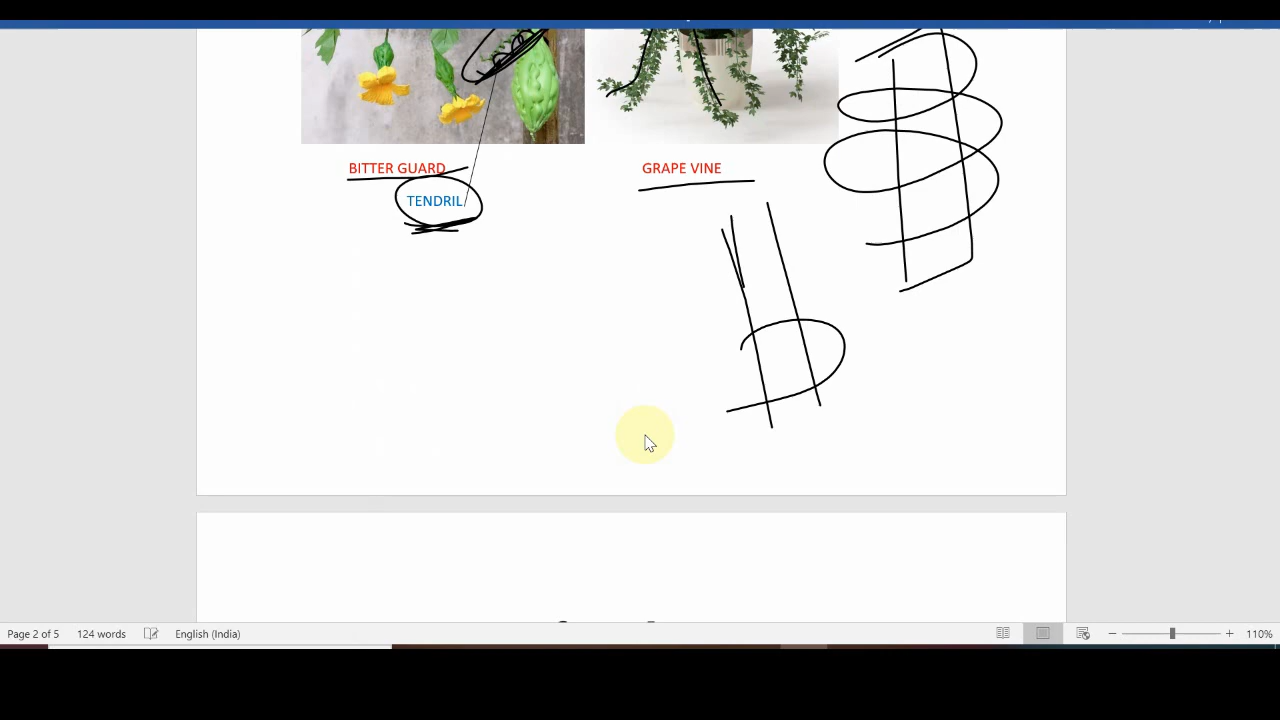 BITTER GUARD
GRAPE VINE
TENDRIL
Page 2 of 5
124 words
English (India)
110%